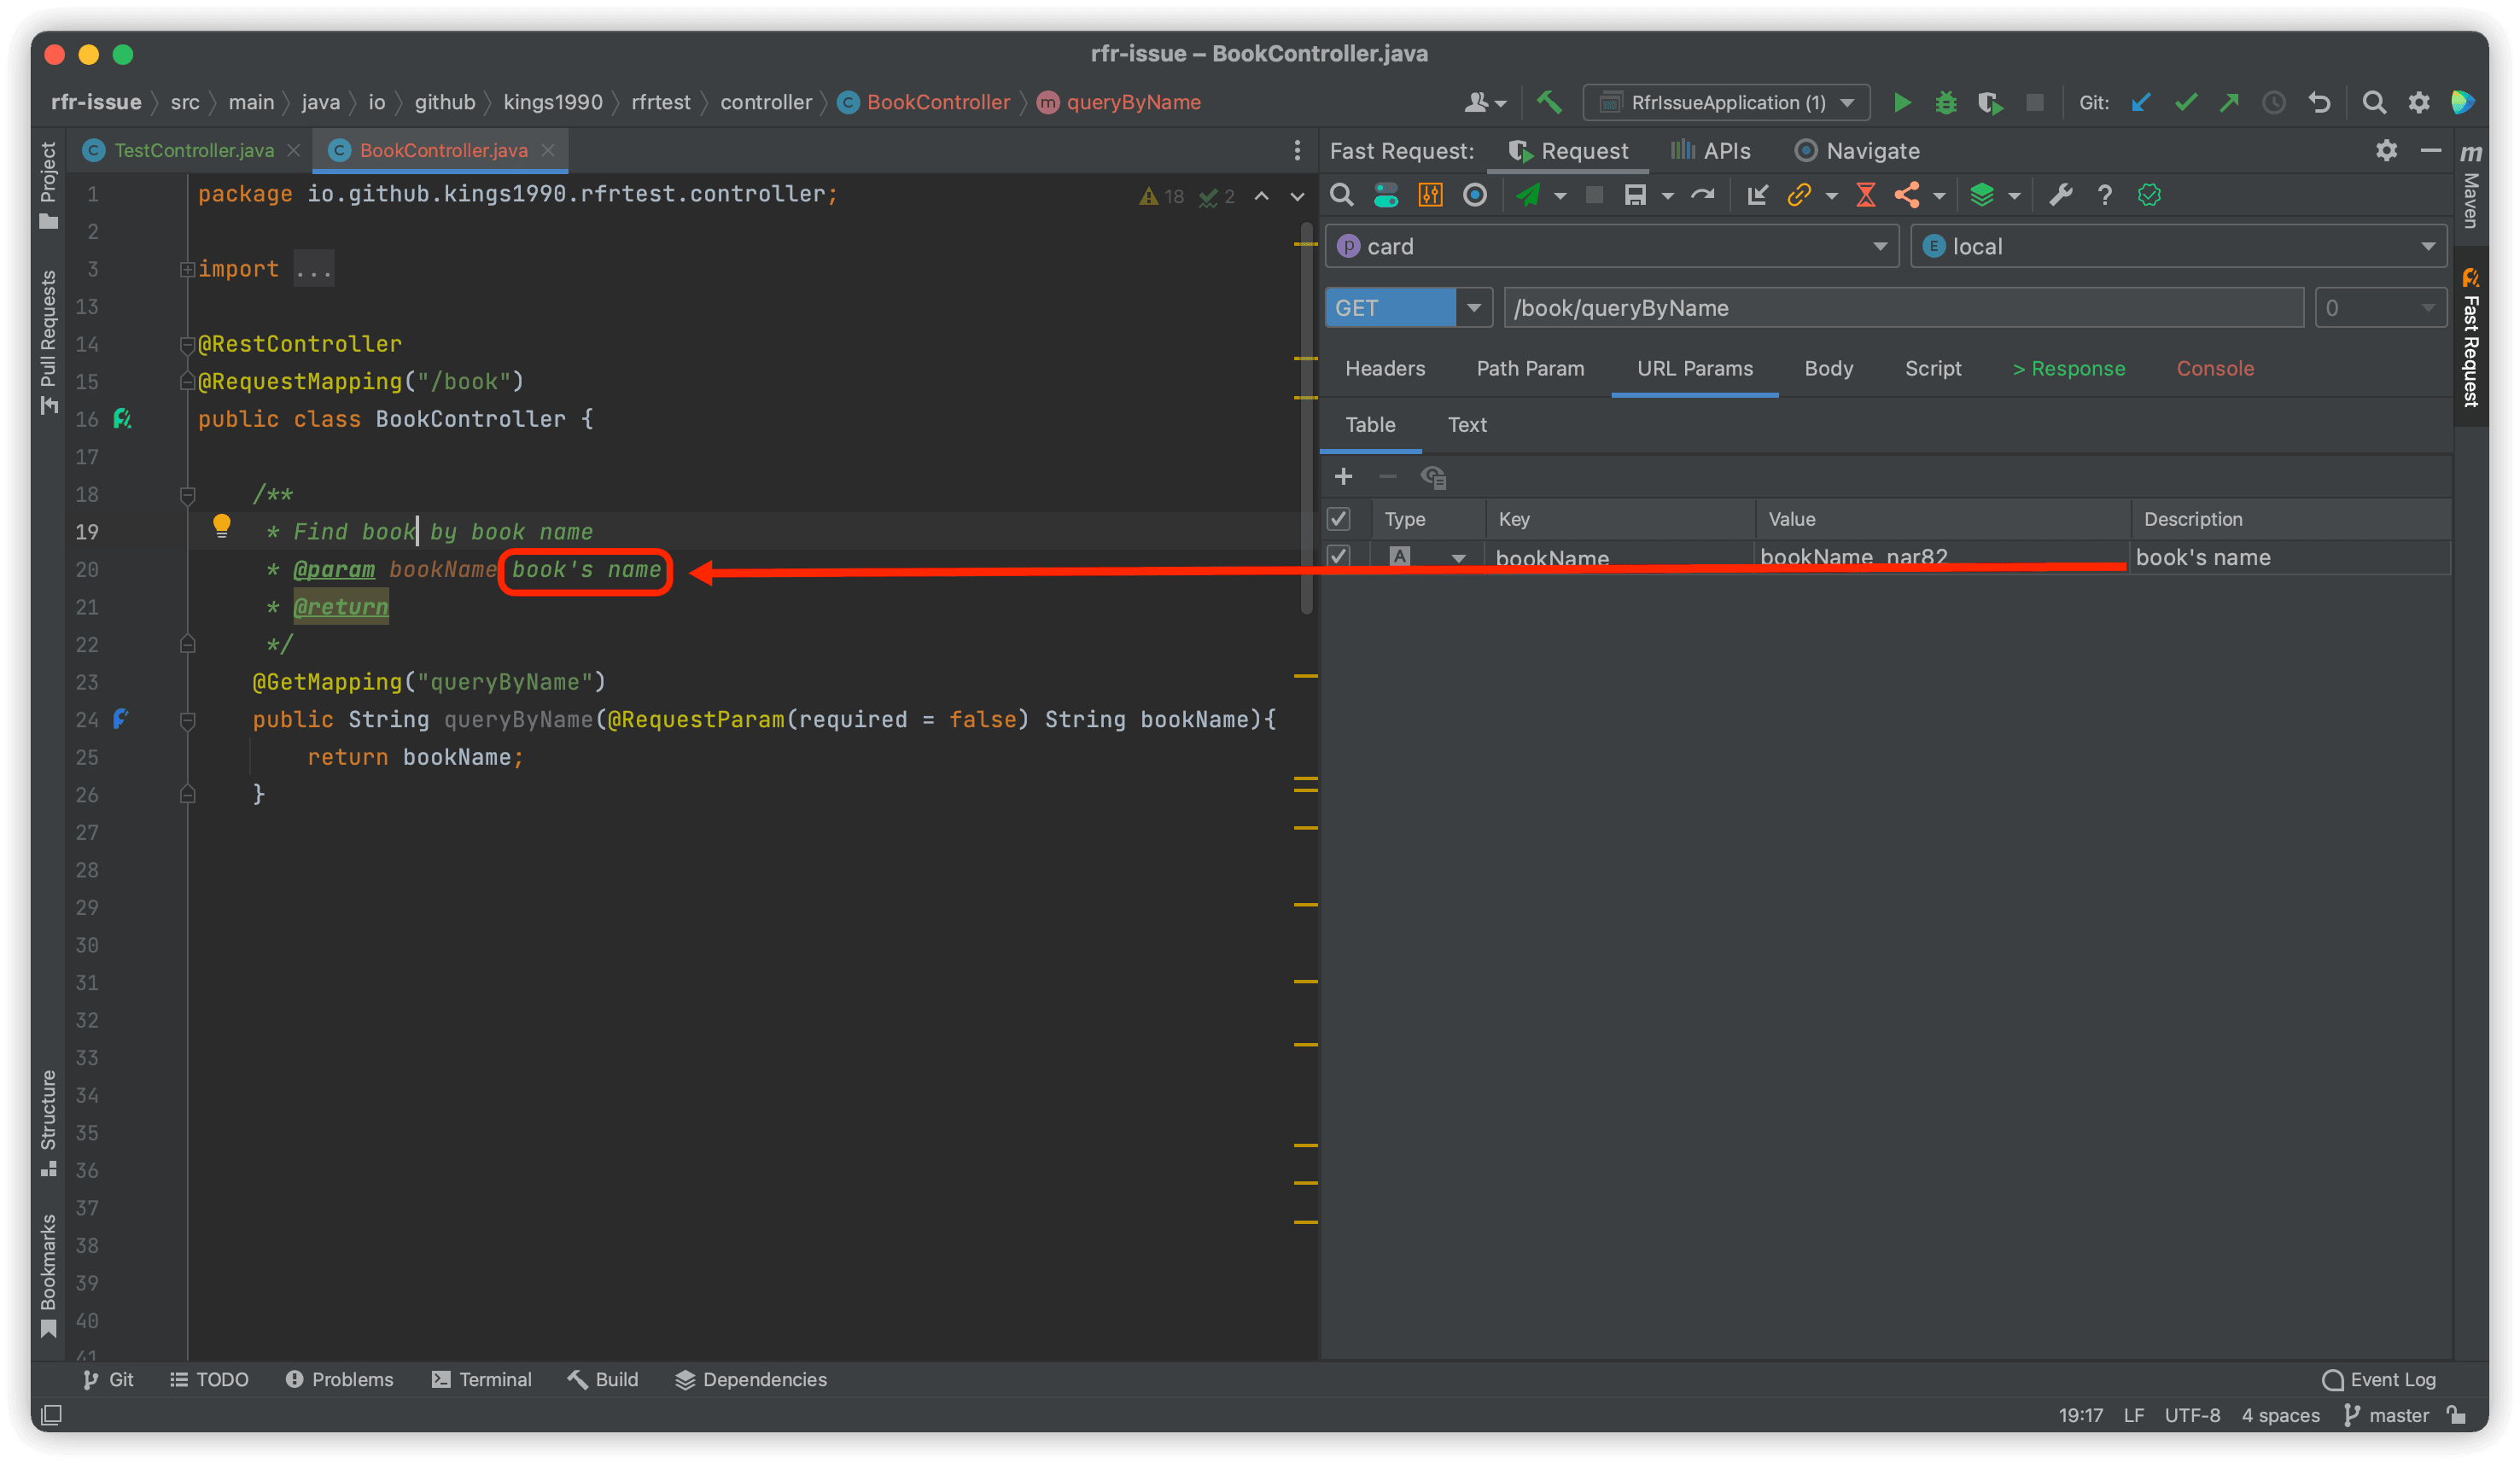 rfr-issue – BookController.java
rfr-issue src main java io github kings1990 rfrtest controller BookController queryByName
RfrIssueApplication (1) Git:
Project
Pull Requests
Structure
Bookmarks
TestController.java BookController.java
18 2
1 package io.github.kings1990.rfrtest.controller;
2
3 import ...
13
14 @RestController
15 @RequestMapping("/book")
16 public class BookController {
17
18 /**
19 * Find book by book name
20 * @param bookName book's name
21 * @return
22 */
23 @GetMapping("queryByName")
24 public String queryByName(@RequestParam(required = false) String bookName){
25 return bookName;
26 }
27
28
29
30
31
32
33
34
35
36
37
38
39
40
41
Fast Request: Request APIs Navigate
card local
GET /book/queryByName 0
Headers Path Param URL Params Body Script > Response Console
Table Text
Type Key Value Description
A bookName bookName_nar82 book's name
Maven
Fast Request
Git TODO Problems Terminal Build Dependencies Event Log
19:17 LF UTF-8 4 spaces master